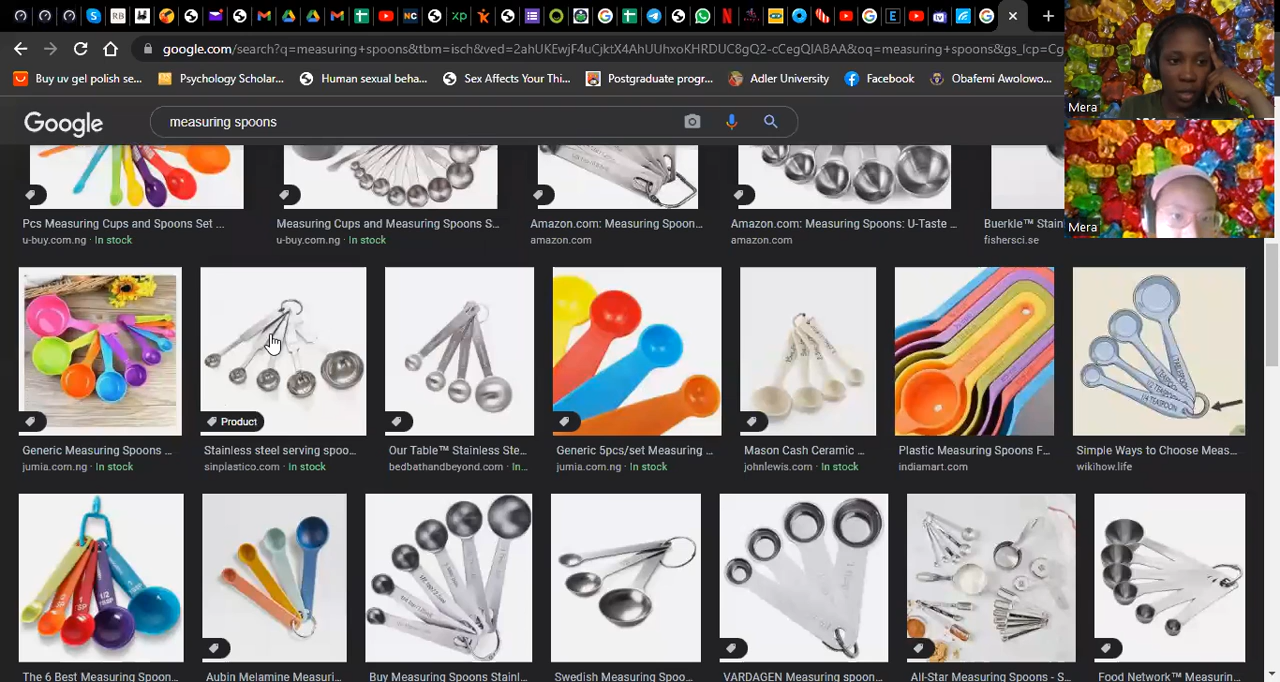 google.com/search?q=measuring+spoons&tbm=isch&ved=2ahUKEwjF4uCjktX4AhUUhxoKHRDUC8gQ2-cCegQIABAA&oq=measuring+spoons&gs_lcp=Cg
Buy uv gel polish se...
Psychology Scholar...
Human sexual beha...
Sex Affects Your Thi...
Postgraduate progr...
Adler University
Facebook
Obafemi Awolowo...
Mera
Google
measuring spoons
Mera
Pcs Measuring Cups and Spoons Set ...
Measuring Cups and Measuring Spoons S...
Amazon.com: Measuring Spoon...
Amazon.com: Measuring Spoons: U-Taste ...
Buerkle™ Stain
u-buy.com.ng · In stock
u-buy.com.ng · In stock
amazon.com
amazon.com
fishersci.se
Product
Generic Measuring Spoons ...
Stainless steel serving spoo...
Our Table™ Stainless Ste...
Generic 5pcs/set Measuring ...
Mason Cash Ceramic ...
Plastic Measuring Spoons F...
Simple Ways to Choose Meas...
jumia.com.ng · In stock
sinplastico.com · In stock
bedbathandbeyond.com · In...
jumia.com.ng · In stock
johnlewis.com · In stock
indiamart.com
wikihow.life
The 6 Best Measuring Spoons...
Aubin Melamine Measuri...
Buy Measuring Spoons Stainl...
Swedish Measuring Spoons...
VARDAGEN Measuring spoon...
All-Star Measuring Spoons - S...
Food Network™ Measurin...